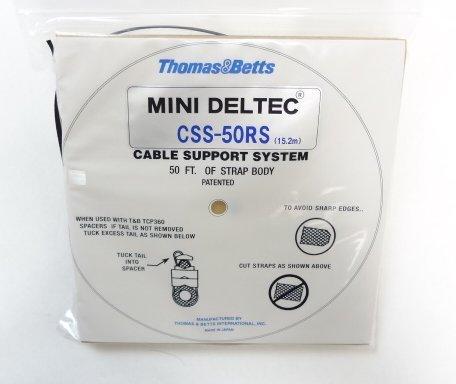 Thomas&Betts
MINI DELTEC®
CSS-50RS (15.2m)
CABLE SUPPORT SYSTEM
50 FT. OF STRAP BODY
PATENTED
WHEN USED WITH T&B TCP360
SPACERS IF TAIL IS NOT REMOVED
TUCK EXCESS TAIL AS SHOWN BELOW
TUCK TAIL
INTO
SPACER
TO AVOID SHARP EDGES..
CUT STRAPS AS SHOWN ABOVE
MANUFACTURED BY
THOMAS & BETTS INTERNATIONAL, INC.
MADE IN JAPAN